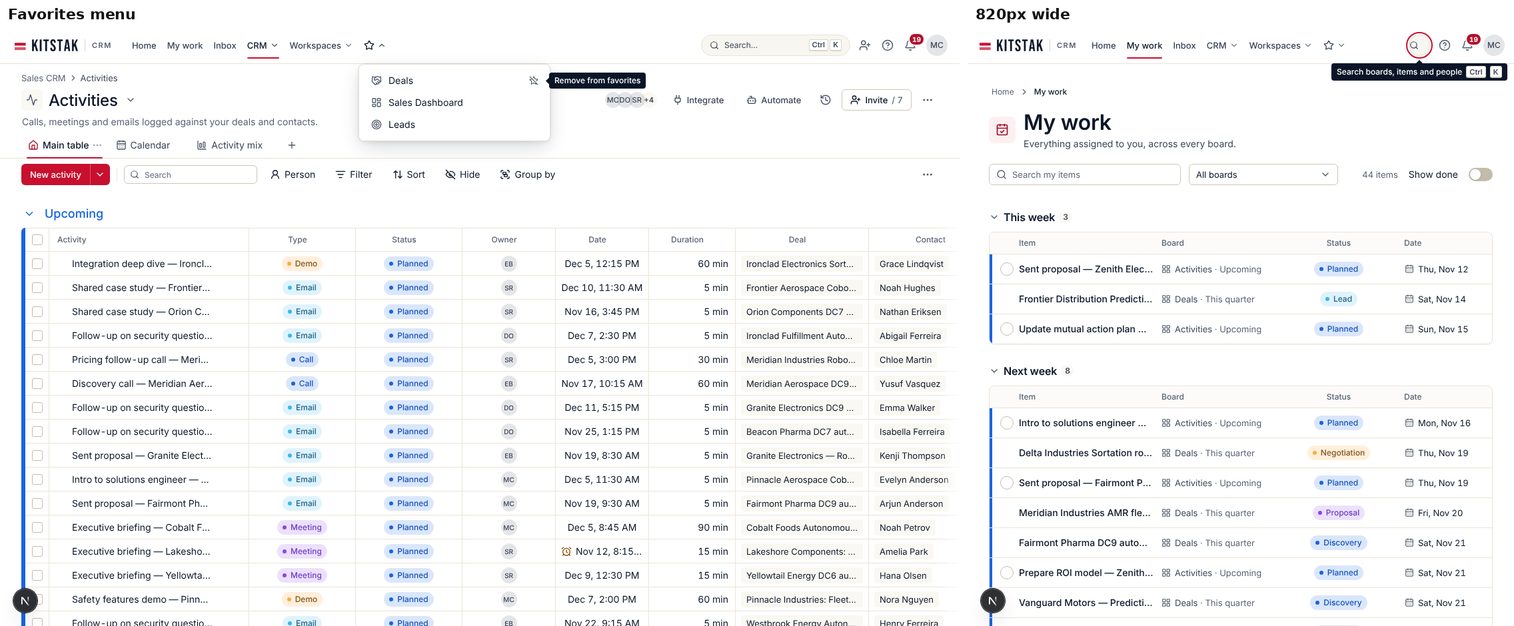 Favorites menu
KITSTAK CRM Home My work Inbox CRM Workspaces Search... Ctrl K 19 MC
Sales CRM > Activities
Deals Remove from favorites
Sales Dashboard
Leads
Activities MC DO SR +4 Integrate Automate Invite / 7
Calls, meetings and emails logged against your deals and contacts.
Main table Calendar Activity mix
New activity Search Person Filter Sort Hide Group by
Upcoming
Activity Type Status Owner Date Duration Deal Contact
Integration deep dive — Ironcl... Demo Planned EB Dec 5, 12:15 PM 60 min Ironclad Electronics Sort... Grace Lindqvist
Shared case study — Frontier... Email Planned SR Dec 10, 11:30 AM 5 min Frontier Aerospace Cobo... Noah Hughes
Shared case study — Orion C... Email Planned SR Nov 16, 3:45 PM 5 min Orion Components DC7 ... Nathan Eriksen
Follow-up on security questio... Email Planned DO Dec 7, 2:30 PM 5 min Ironclad Fulfillment Auto... Abigail Ferreira
Pricing follow-up call — Meri... Call Planned SR Dec 5, 3:00 PM 30 min Meridian Industries Robo... Chloe Martin
Discovery call — Meridian Aer... Call Planned EB Nov 17, 10:15 AM 60 min Meridian Aerospace DC9... Yusuf Vasquez
Follow-up on security questio... Email Planned DO Dec 11, 5:15 PM 5 min Granite Electronics DC9 ... Emma Walker
Follow-up on security questio... Email Planned DO Nov 25, 1:15 PM 5 min Beacon Pharma DC7 aut... Isabella Ferreira
Sent proposal — Granite Elect... Email Planned EB Nov 19, 8:30 AM 5 min Granite Electronics — Ro... Kenji Thompson
Intro to solutions engineer — ... Email Planned MC Dec 5, 11:30 AM 5 min Pinnacle Aerospace Cob... Evelyn Anderson
Sent proposal — Fairmont Ph... Email Planned MC Nov 19, 9:30 AM 5 min Fairmont Pharma DC9 au... Arjun Anderson
Executive briefing — Cobalt F... Meeting Planned MC Dec 5, 8:45 AM 90 min Cobalt Foods Autonomou... Noah Petrov
Executive briefing — Lakesho... Meeting Planned SR Nov 12, 8:15... 15 min Lakeshore Components: ... Amelia Park
Executive briefing — Yellowta... Meeting Planned SR Dec 9, 12:30 PM 15 min Yellowtail Energy DC6 au... Hana Olsen
Safety features demo — Pinn... Demo Planned MC Dec 7, 2:00 PM 60 min Pinnacle Industries: Fleet... Nora Nguyen
Follow-up on security questio... Email Planned EB Nov 22, 9:15 AM 5 min Westbrook Energy Auton... Henry Ferreira
N
820px wide
KITSTAK CRM Home My work Inbox CRM Workspaces 19 MC
Search boards, items and people Ctrl K
Home > My work
My work
Everything assigned to you, across every board.
Search my items All boards 44 items Show done
This week 3
Item Board Status Date
Sent proposal — Zenith Elec... Activities · Upcoming Planned Thu, Nov 12
Frontier Distribution Predicti... Deals · This quarter Lead Sat, Nov 14
Update mutual action plan ... Activities · Upcoming Planned Sun, Nov 15
Next week 8
Item Board Status Date
Intro to solutions engineer ... Activities · Upcoming Planned Mon, Nov 16
Delta Industries Sortation ro... Deals · This quarter Negotiation Thu, Nov 19
Sent proposal — Fairmont P... Activities · Upcoming Planned Thu, Nov 19
Meridian Industries AMR fle... Deals · This quarter Proposal Fri, Nov 20
Fairmont Pharma DC9 auto... Deals · This quarter Discovery Sat, Nov 21
Prepare ROI model — Zenith... Activities · Upcoming Planned Sat, Nov 21
Vanguard Motors — Predicti... Deals · This quarter Discovery Sat, Nov 21
N